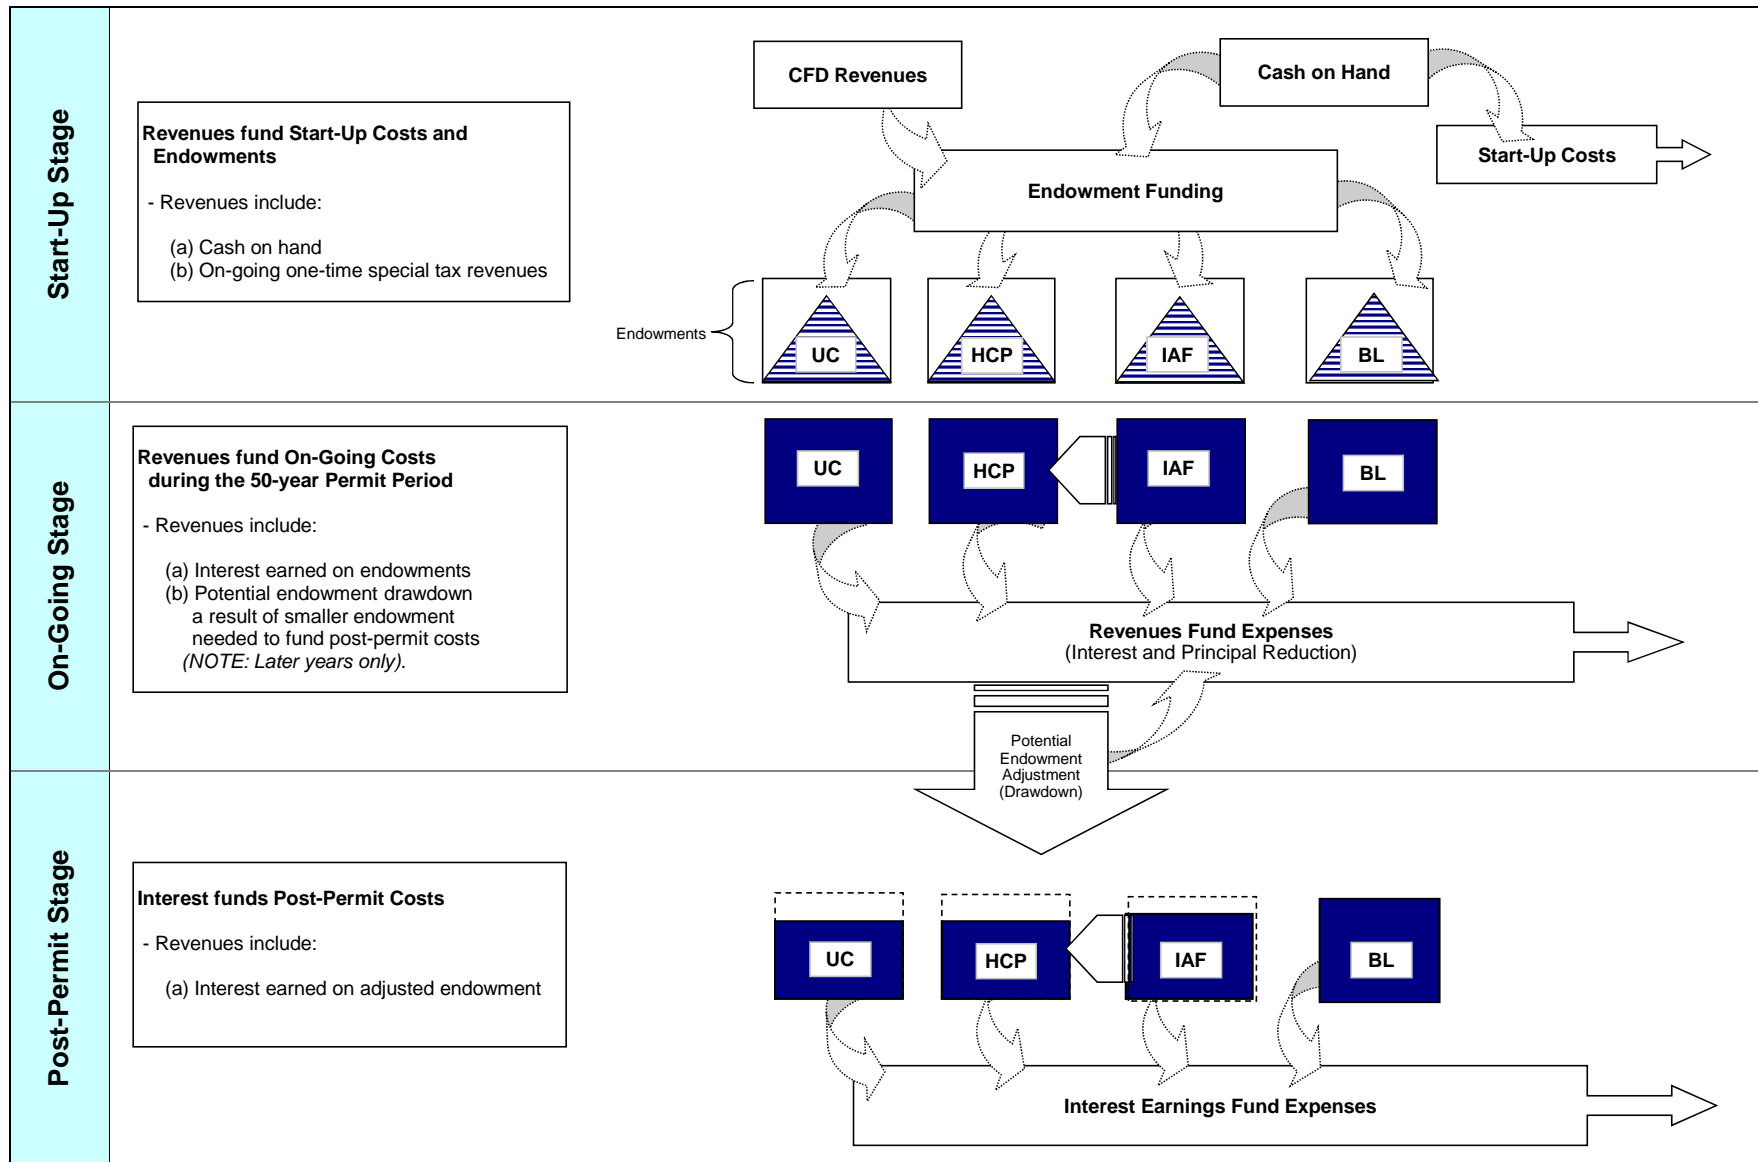 Start-Up Stage
Revenues fund Start-Up Costs and
Endowments
- Revenues include:
(a) Cash on hand
(b) On-going one-time special tax revenues
CFD Revenues
Cash on Hand
Start-Up Costs
Endowment Funding
Endowments
UC
HCP
IAF
BL
On-Going Stage
Revenues fund On-Going Costs
during the 50-year Permit Period
- Revenues include:
(a) Interest earned on endowments
(b) Potential endowment drawdown
a result of smaller endowment
needed to fund post-permit costs
(NOTE: Later years only).
UC
HCP
IAF
BL
Revenues Fund Expenses
(Interest and Principal Reduction)
Potential
Endowment
Adjustment
(Drawdown)
Post-Permit Stage
Interest funds Post-Permit Costs
- Revenues include:
(a) Interest earned on adjusted endowment
UC
HCP
IAF
BL
Interest Earnings Fund Expenses